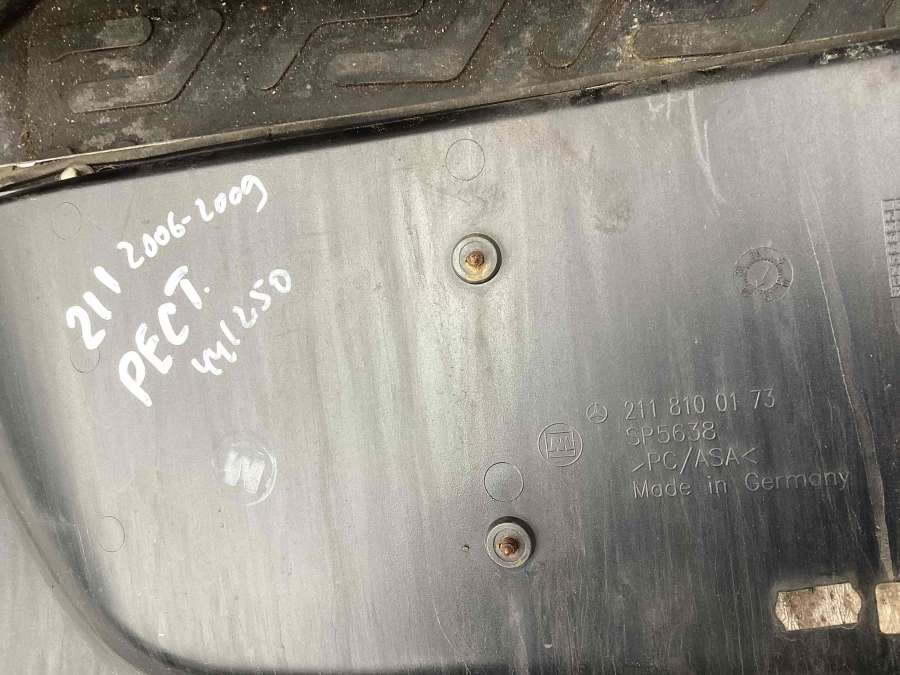 211 2006-2009
РЕСТ.
211 810 01 73
SP5638
>PC/ASA<
Made in Germany